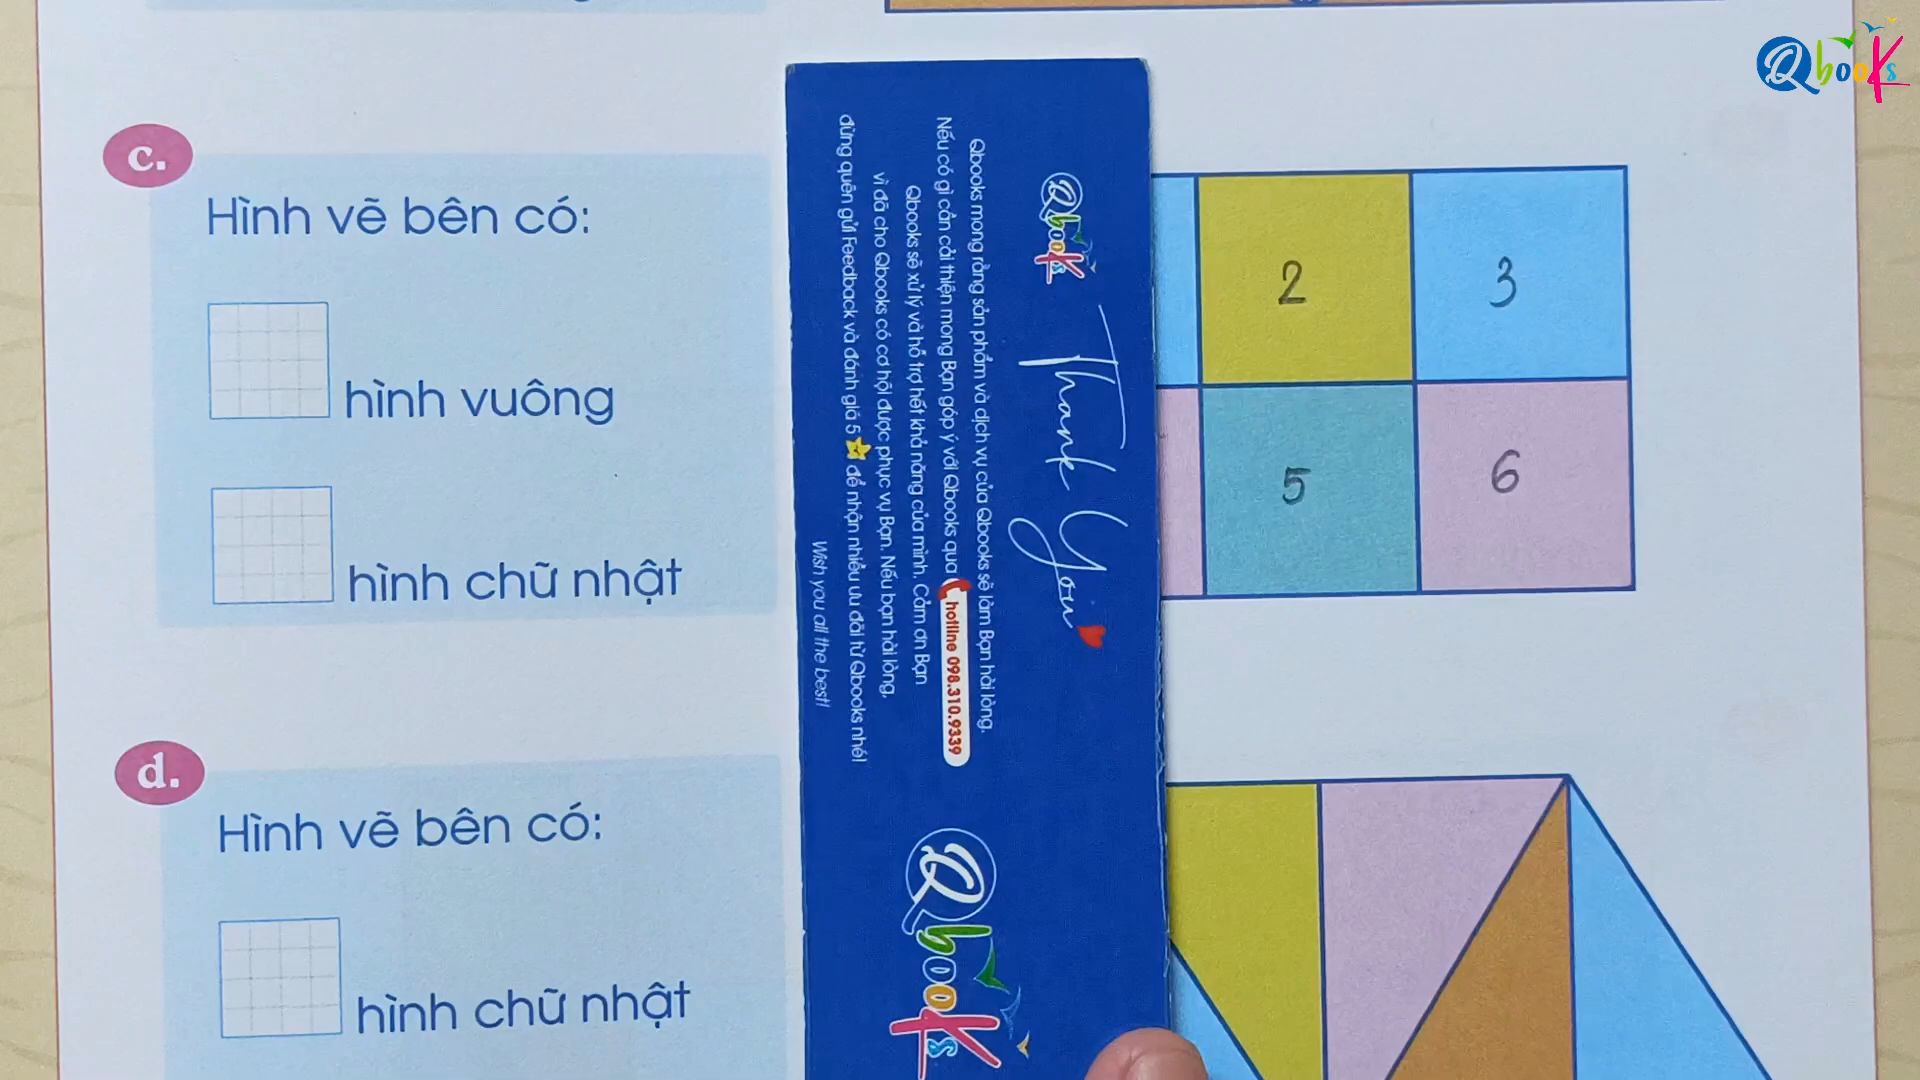 Qbooks
c.
Hình vẽ bên có:
hình vuông
hình chữ nhật
2
3
5
6
d.
Hình vẽ bên có:
hình chữ nhật
Qbooks
Thank You
Qbooks mong rằng sản phẩm và dịch vụ của Qbooks sẽ làm Bạn hài lòng.
Nếu có gì cần cải thiện mong Bạn góp ý với Qbooks qua hotline 098.310.9339
Qbooks sẽ xử lý và hỗ trợ hết khả năng của mình. Cảm ơn Bạn
vì đã cho Qbooks có cơ hội được phục vụ Bạn. Nếu bạn hài lòng,
đừng quên gửi Feedback và đánh giá 5 để nhận nhiều ưu đãi từ Qbooks nhé!
Wish you all the best!
Qbooks